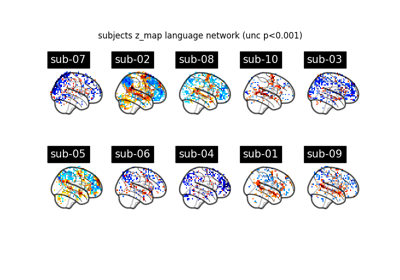 subjects z_map language network (unc p<0.001)
sub-07 sub-02 sub-08 sub-10 sub-03
sub-05 sub-06 sub-04 sub-01 sub-09